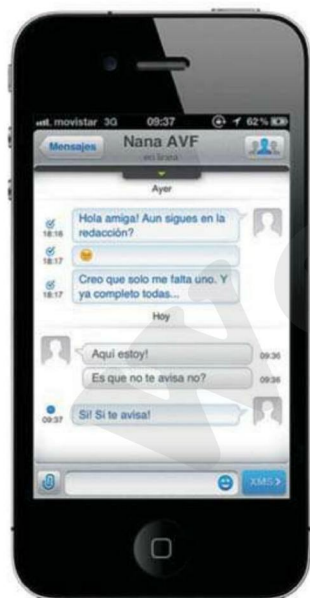 movistar 3G 09:37 62%
Mensajes
Nana AVF
en línea
Ayer
Hola amiga! Aun sigues en la
redacción?
18:16
18:17
Creo que solo me falta uno. Y
ya completo todas...
18:17
Hoy
Aquí estoy!
09:36
Es que no te avisa no?
09:36
Si! Si te avisa!
09:37
XMS